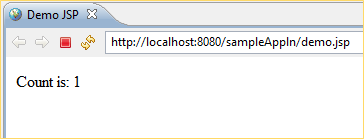 Demo JSP
http://localhost:8080/sampleAppln/demo.jsp
Count is: 1